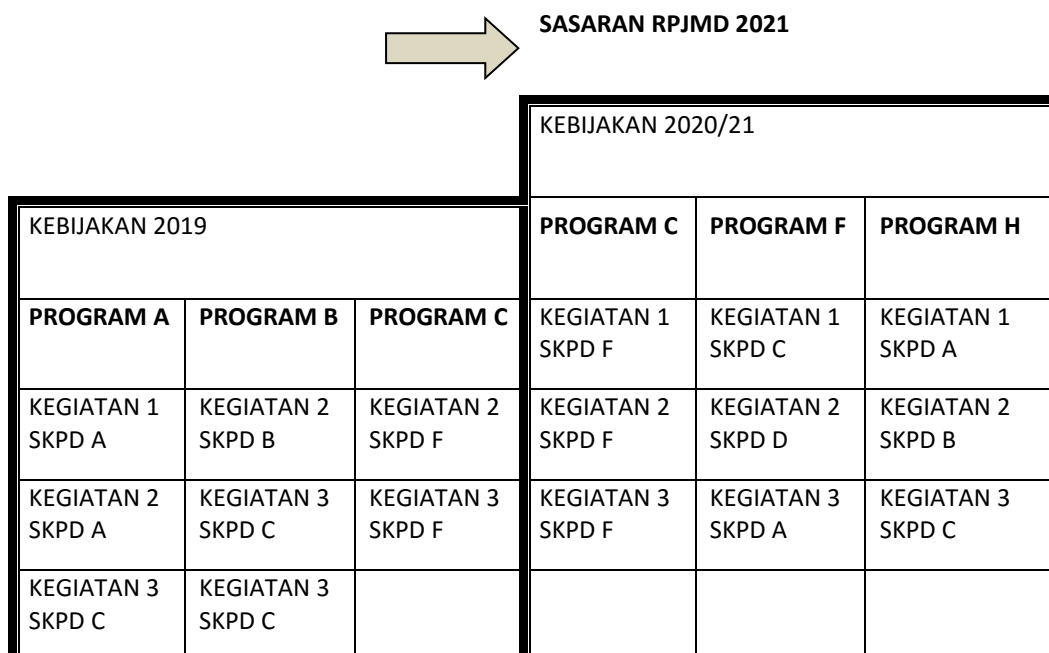 SASARAN RPJMD 2021
KEBIJAKAN 2020/21
KEBIJAKAN 2019
PROGRAM C
PROGRAM F
PROGRAM H
PROGRAM A
PROGRAM B
PROGRAM C
KEGIATAN 1
SKPD F
KEGIATAN 1
SKPD C
KEGIATAN 1
SKPD A
KEGIATAN 1
SKPD A
KEGIATAN 2
SKPD B
KEGIATAN 2
SKPD F
KEGIATAN 2
SKPD F
KEGIATAN 2
SKPD D
KEGIATAN 2
SKPD B
KEGIATAN 2
SKPD A
KEGIATAN 3
SKPD C
KEGIATAN 3
SKPD F
KEGIATAN 3
SKPD F
KEGIATAN 3
SKPD A
KEGIATAN 3
SKPD C
KEGIATAN 3
SKPD C
KEGIATAN 3
SKPD C